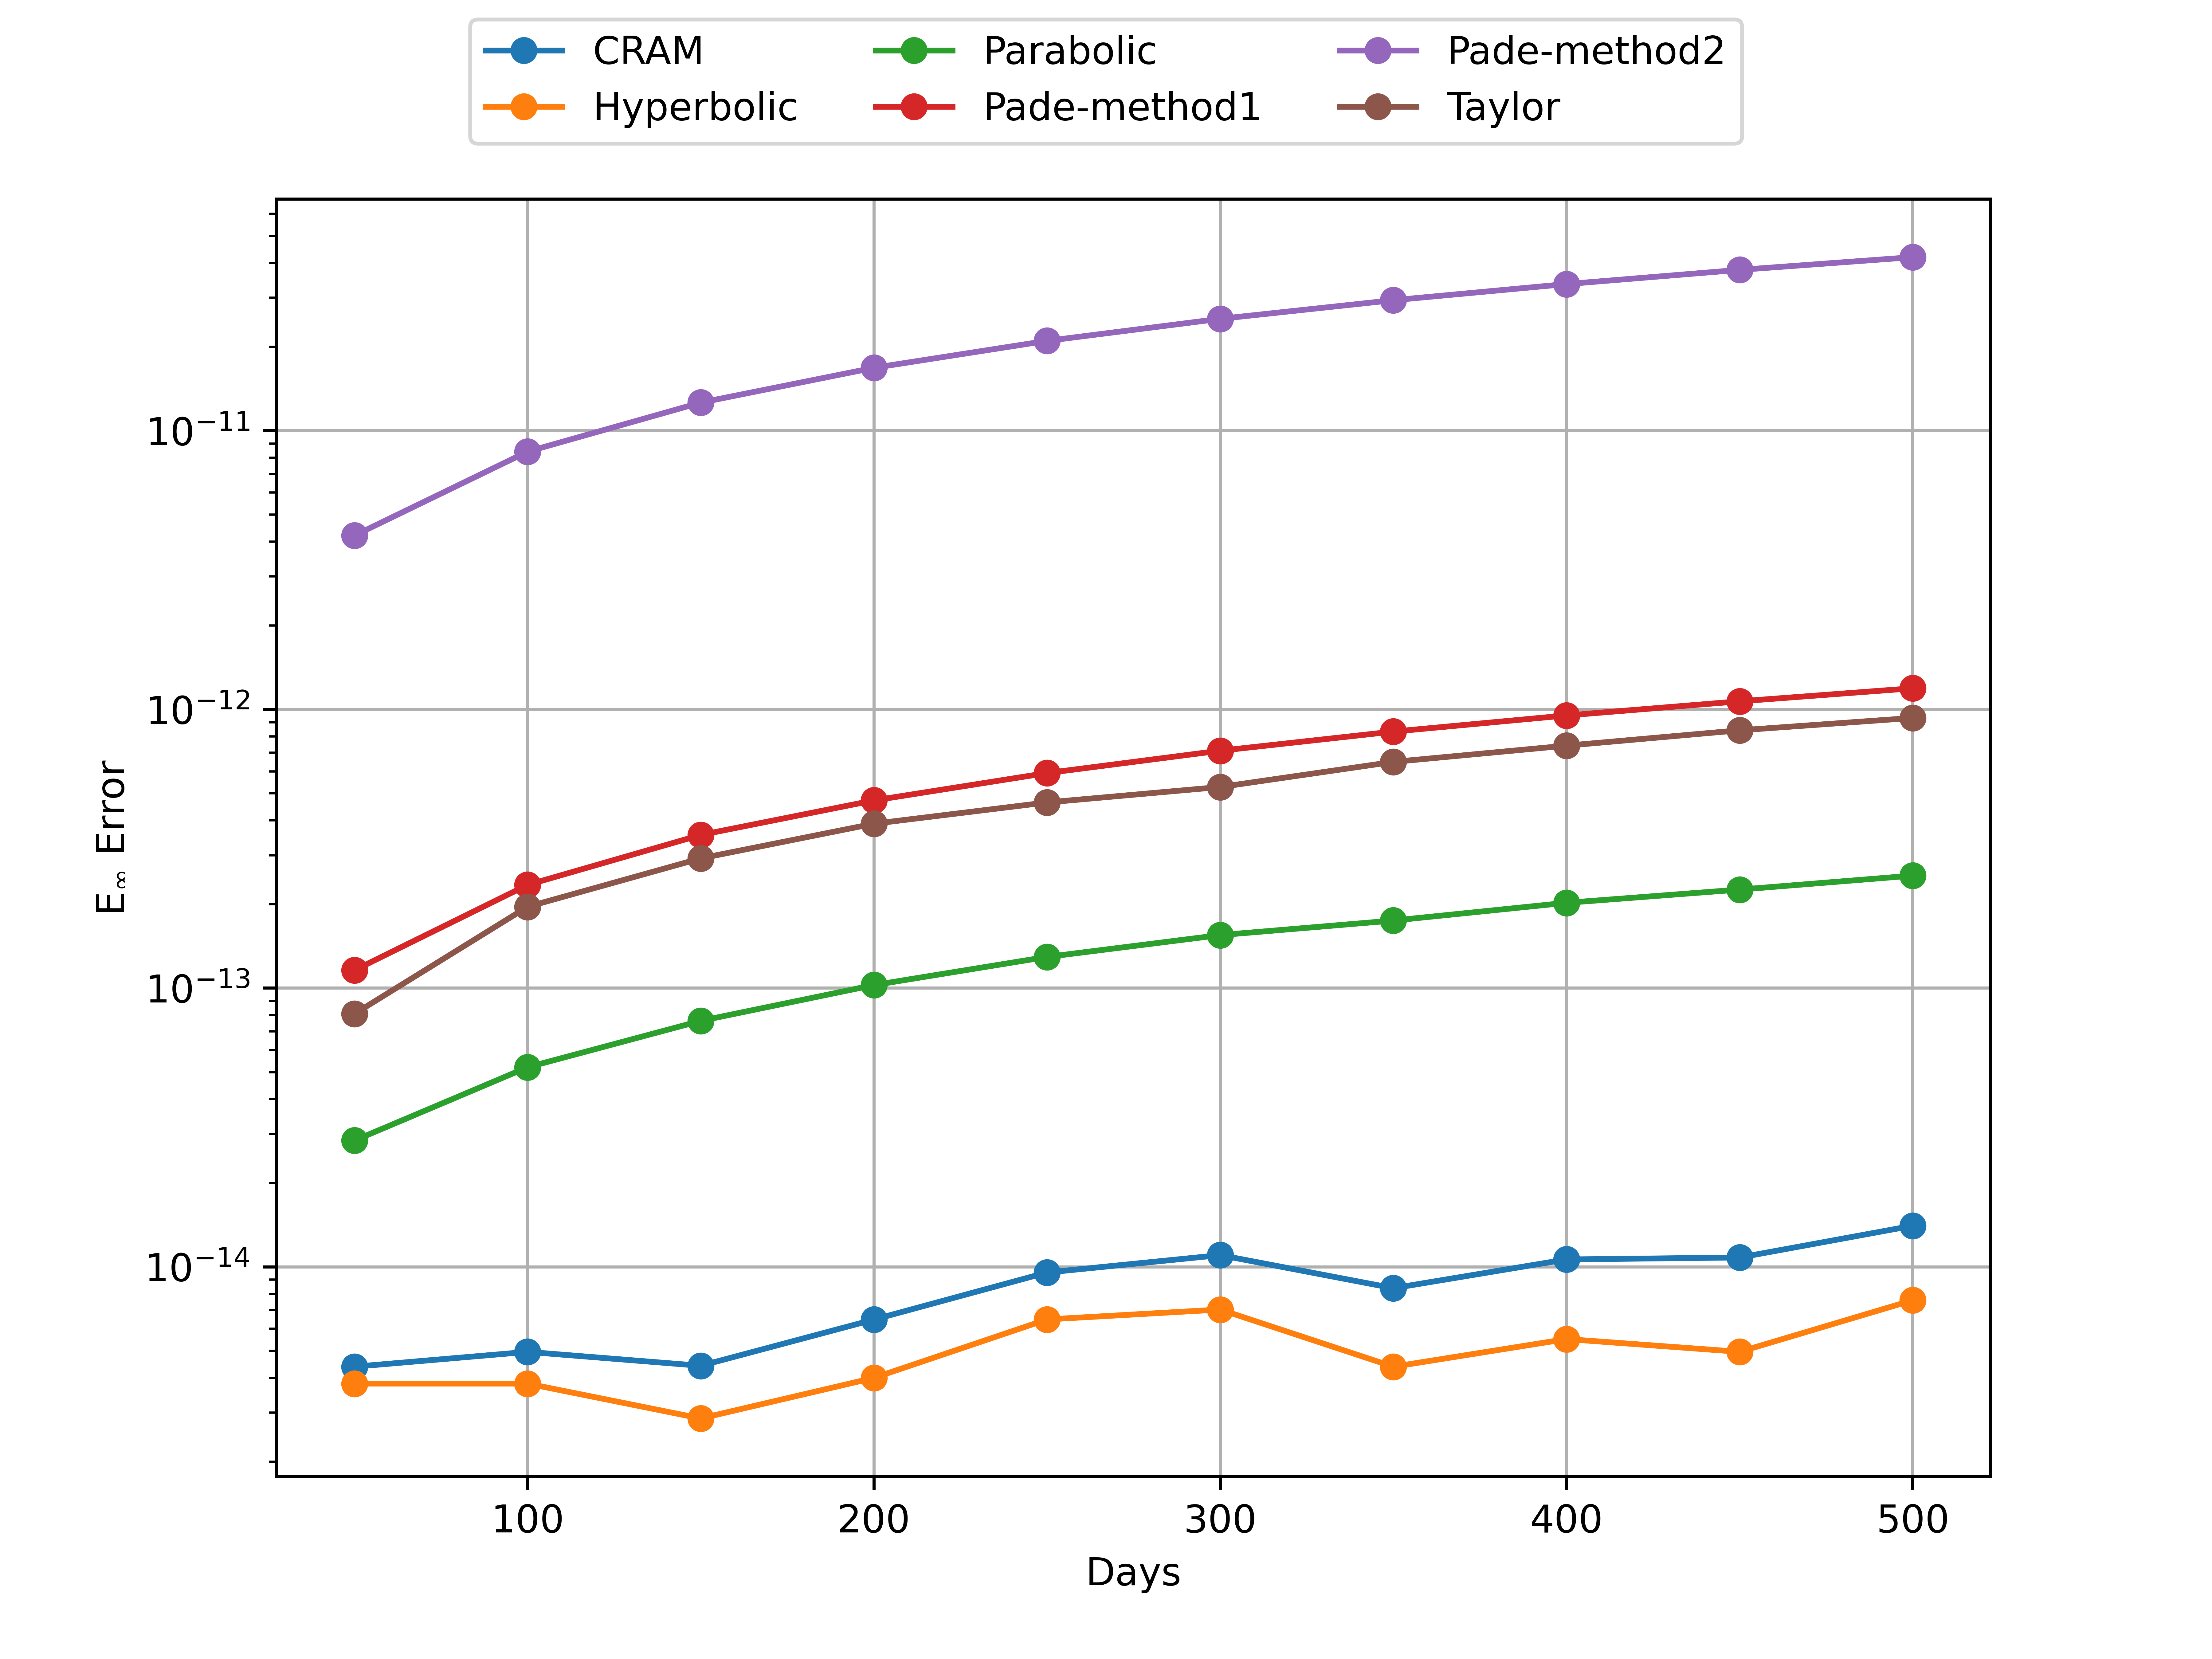 CRAM Parabolic Pade-method2
Hyperbolic Pade-method1 Taylor
10⁻¹¹
10⁻¹²
10⁻¹³
10⁻¹⁴
E∞ Error
100 200 300 400 500
Days